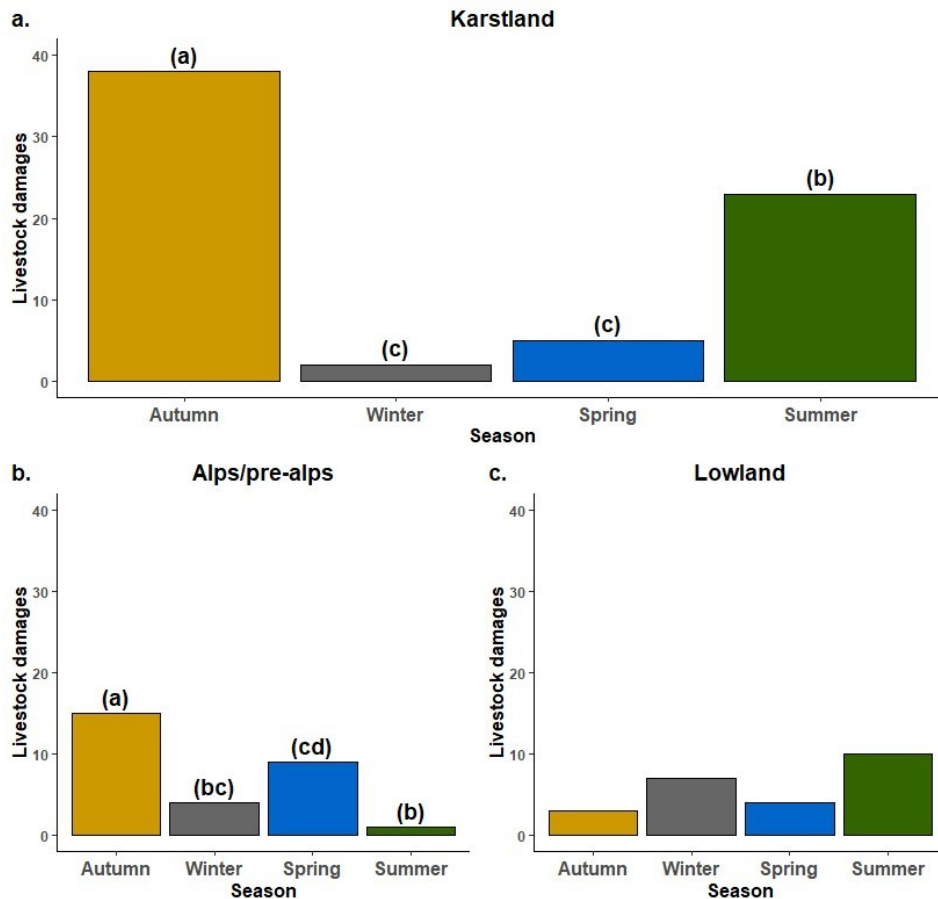 a. Karstland
Livestock damages
40
30
20
10
0
(a)
(c)
(c)
(b)
Autumn Winter Spring Summer
Season
b. Alps/pre-alps
Livestock damages
40
30
20
10
0
(a)
(bc)
(cd)
(b)
Autumn Winter Spring Summer
Season
c. Lowland
Livestock damages
40
30
20
10
0
Autumn Winter Spring Summer
Season